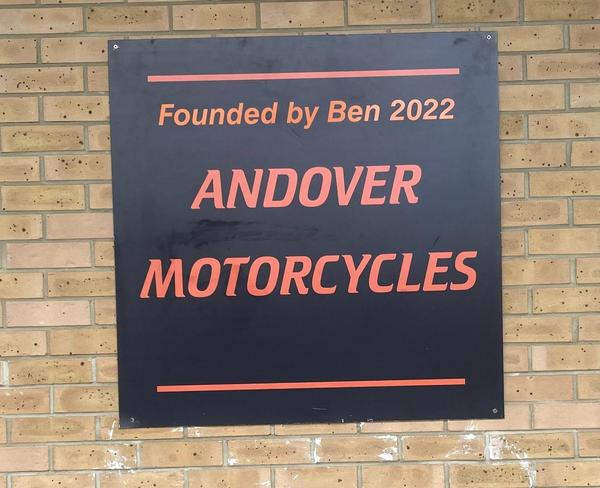 Founded by Ben 2022
ANDOVER
MOTORCYCLES